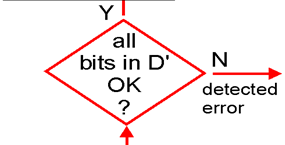 Y
all
bits in D'
OK
?
N
detected
error